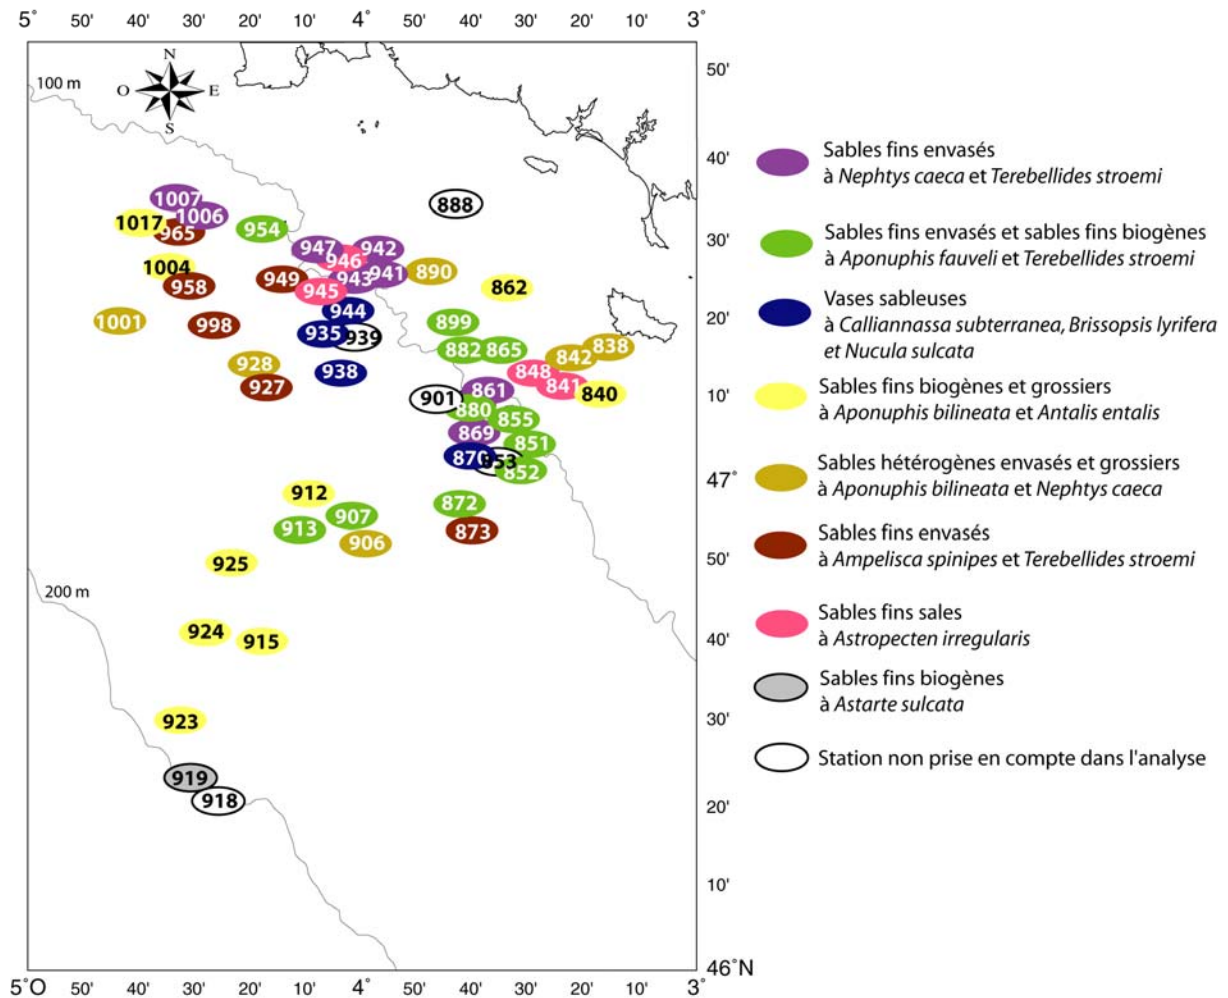 5˚ 50' 20' 10' 4˚ 50' 30' 20' 10' 3˚
N
O E
S
100 m
50'
40'
30'
20'
10'
47˚
50'
40'
30'
20'
10'
46˚N
1007
1006
1017
965
954
888
947
942
946
1004
949
943
941
890
958
945
862
944
1001
998
935
939
899
838
882
865
842
928
938
848
927
861
841
840
901
880
855
869
851
870
853
852
912
872
907
913
873
906
925
200 m
924
915
923
919
918
5˚O 50' 20' 10' 4˚ 50' 30' 20' 10' 3˚
Sables fins envasés
à Nephtys caeca et Terebellides stroemi
Sables fins envasés et sables fins biogènes
à Aponuphis fauveli et Terebellides stroemi
Vases sableuses
à Calliannassa subterranea, Brissopsis lyrifera
et Nucula sulcata
Sables fins biogènes et grossiers
à Aponuphis bilineata et Antalis entalis
Sables hétérogènes envasés et grossiers
à Aponuphis bilineata et Nephtys caeca
Sables fins envasés
à Ampelisca spinipes et Terebellides stroemi
Sables fins sales
à Astropecten irregularis
Sables fins biogènes
à Astarte sulcata
Station non prise en compte dans l'analyse